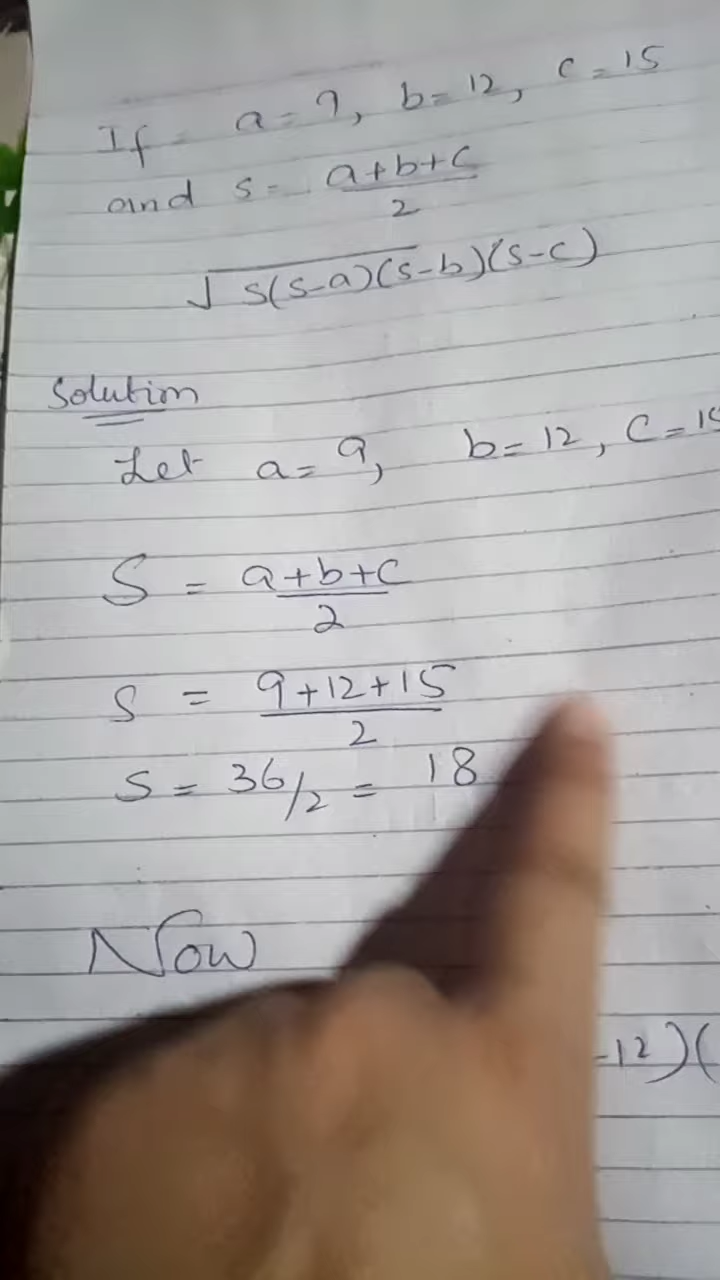 If a = 9, b = 12, c = 15
and s = a+b+c/2
√s(s-a)(s-b)(s-c)
Solution
Let a = 9, b = 12, c = 15
S = a+b+c/2
S = 9+12+15/2
S = 36/2 = 18
Now
-12)(